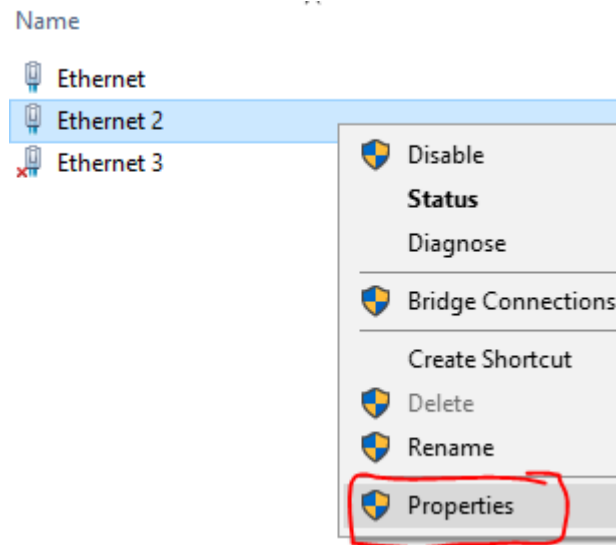 Name
Ethernet
Ethernet 2
Ethernet 3
Disable
Status
Diagnose
Bridge Connections
Create Shortcut
Delete
Rename
Properties